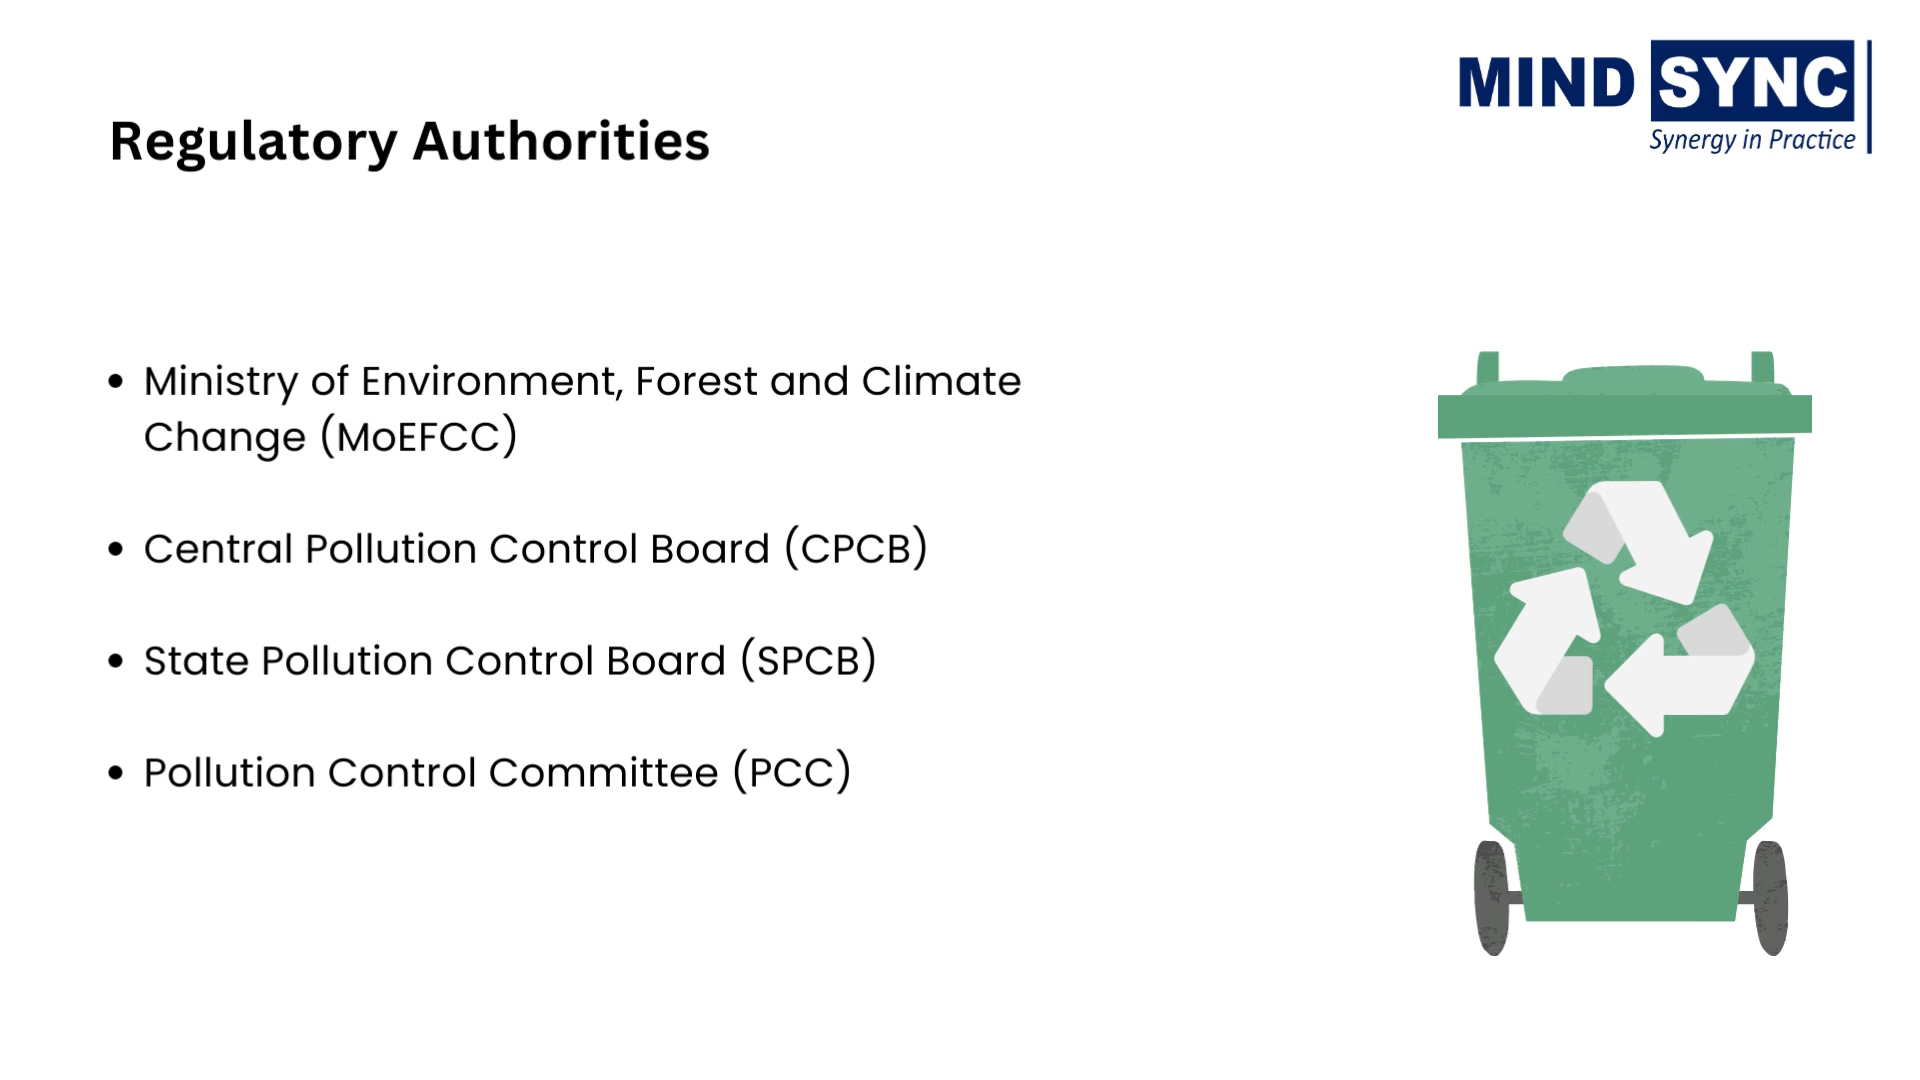 MIND SYNC
Synergy in Practice
Regulatory Authorities
• Ministry of Environment, Forest and Climate
Change (MoEFCC)
• Central Pollution Control Board (CPCB)
• State Pollution Control Board (SPCB)
• Pollution Control Committee (PCC)